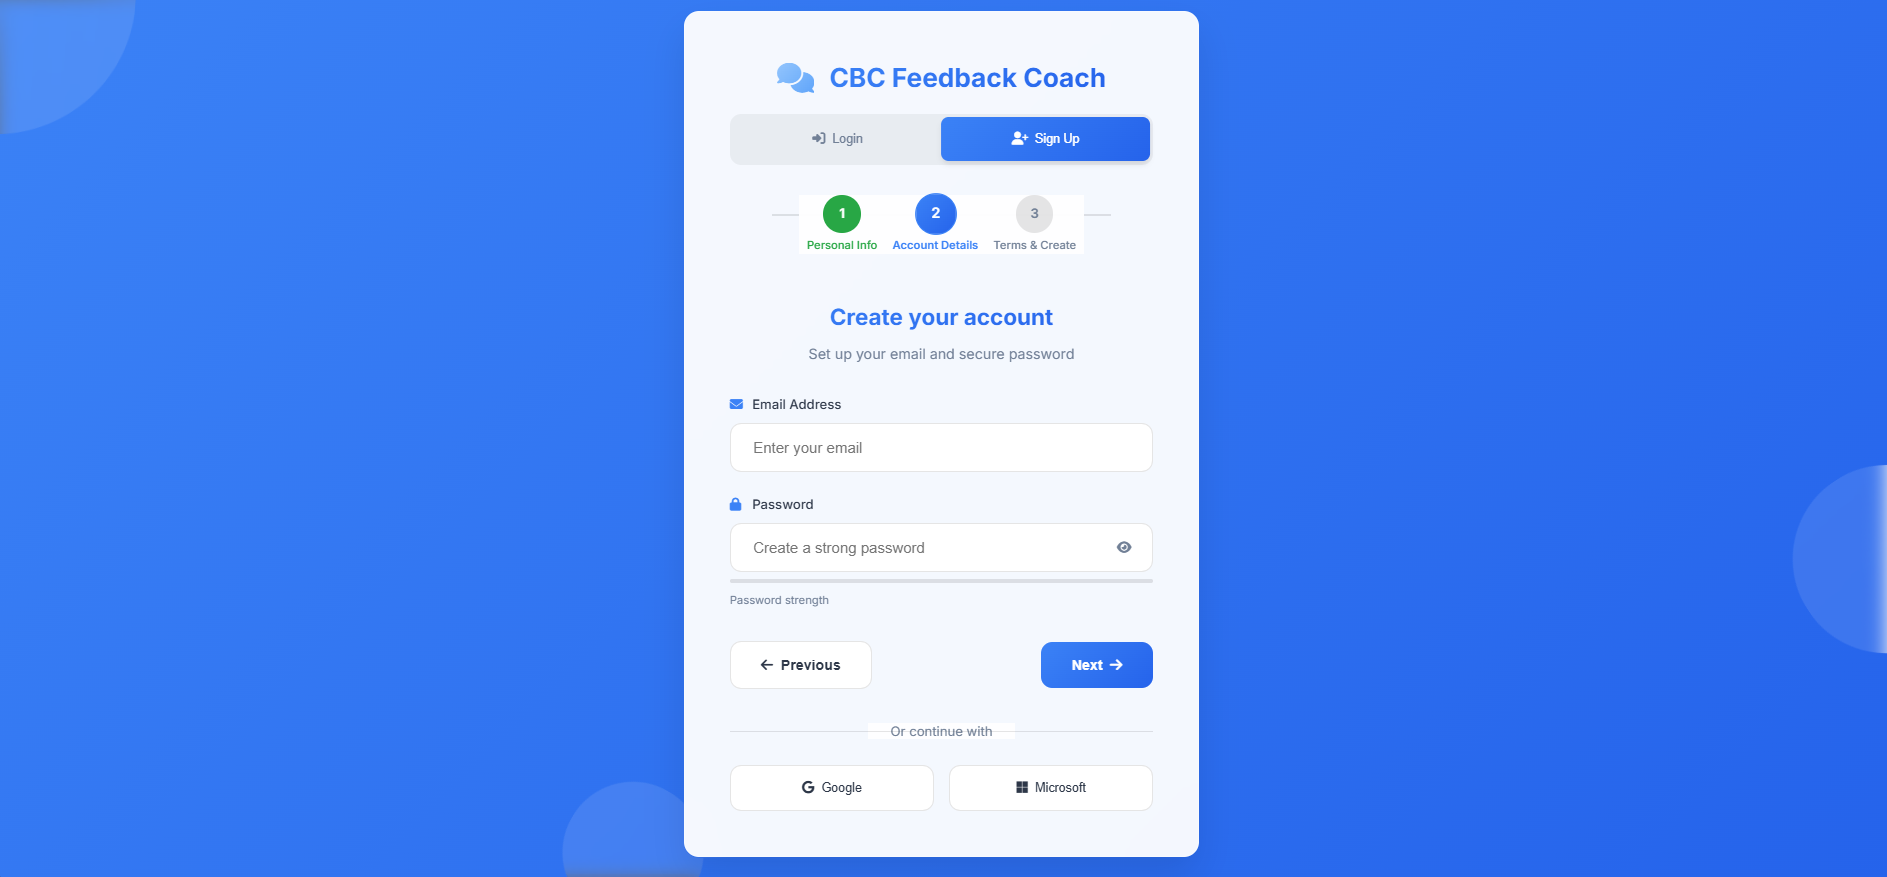 CBC Feedback Coach
Login
Sign Up
1
2
3
Personal Info
Account Details
Terms & Create
Create your account
Set up your email and secure password
Email Address
Enter your email
Password
Create a strong password
Password strength
Previous
Next
Or continue with
Google
Microsoft